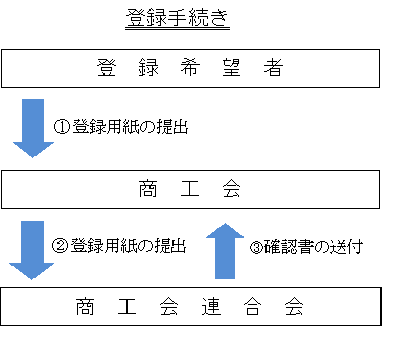 登録手続き
登録希望者
①登録用紙の提出
商工会
②登録用紙の提出
③確認書の送付
商工会連合会